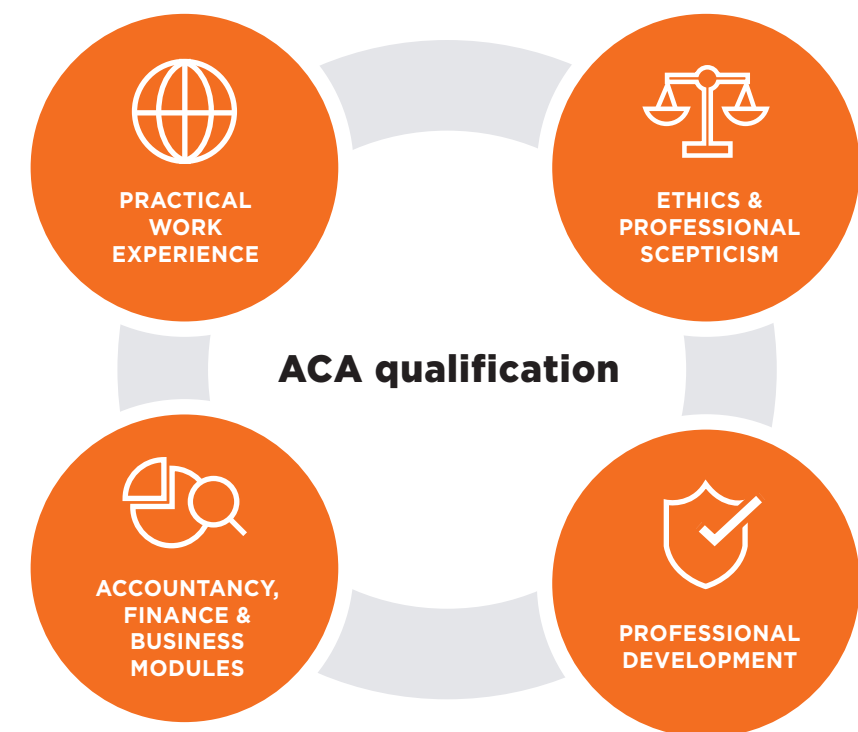 PRACTICAL
WORK
EXPERIENCE
ETHICS &
PROFESSIONAL
SCEPTICISM
ACA qualification
ACCOUNTANCY,
FINANCE &
BUSINESS
MODULES
PROFESSIONAL
DEVELOPMENT